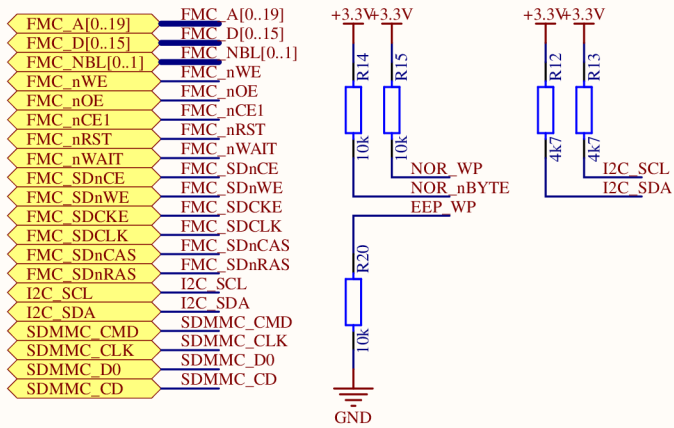 FMC_A[0..19] FMC_A[0..19]
FMC_D[0..15] FMC_D[0..15]
FMC_NBL[0..1] FMC_NBL[0..1]
FMC_nWE FMC_nWE
FMC_nOE FMC_nOE
FMC_nCE1 FMC_nCE1
FMC_nRST FMC_nRST
FMC_nWAIT FMC_nWAIT
FMC_SDnCE FMC_SDnCE
FMC_SDnWE FMC_SDnWE
FMC_SDCKE FMC_SDCKE
FMC_SDCLK FMC_SDCLK
FMC_SDnCAS FMC_SDnCAS
FMC_SDnRAS FMC_SDnRAS
I2C_SCL I2C_SCL
I2C_SDA I2C_SDA
SDMMC_CMD SDMMC_CMD
SDMMC_CLK SDMMC_CLK
SDMMC_D0 SDMMC_D0
SDMMC_CD SDMMC_CD
+3.3V +3.3V
R14 R15
10k 10k
NOR_WP
NOR_nBYTE
EEP_WP
R20
10k
GND
+3.3V +3.3V
R12 R13
4k7 4k7
I2C_SCL
I2C_SDA